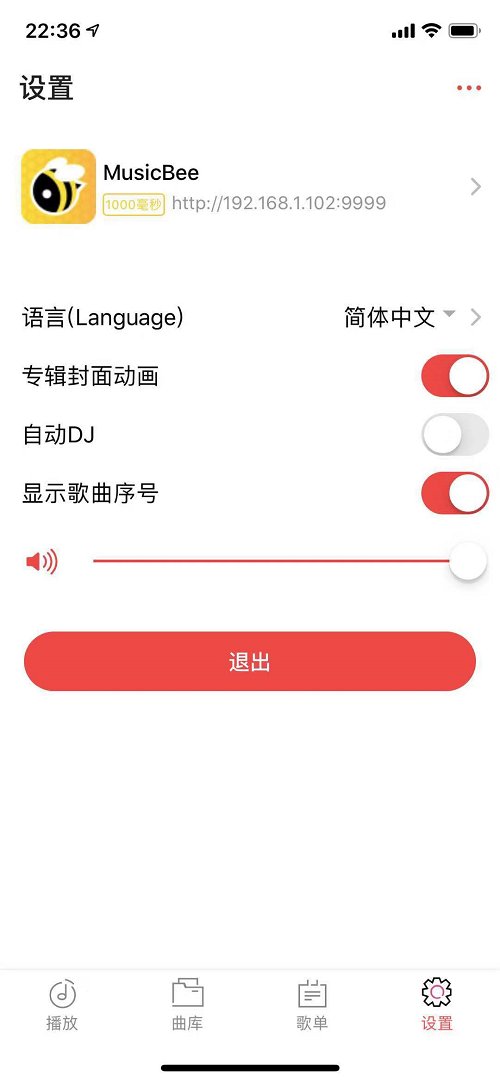 22:36
设置
MusicBee
1000毫秒 http://192.168.1.102:9999
语言(Language) 简体中文
专辑封面动画
自动DJ
显示歌曲序号
退出
播放 曲库 歌单 设置